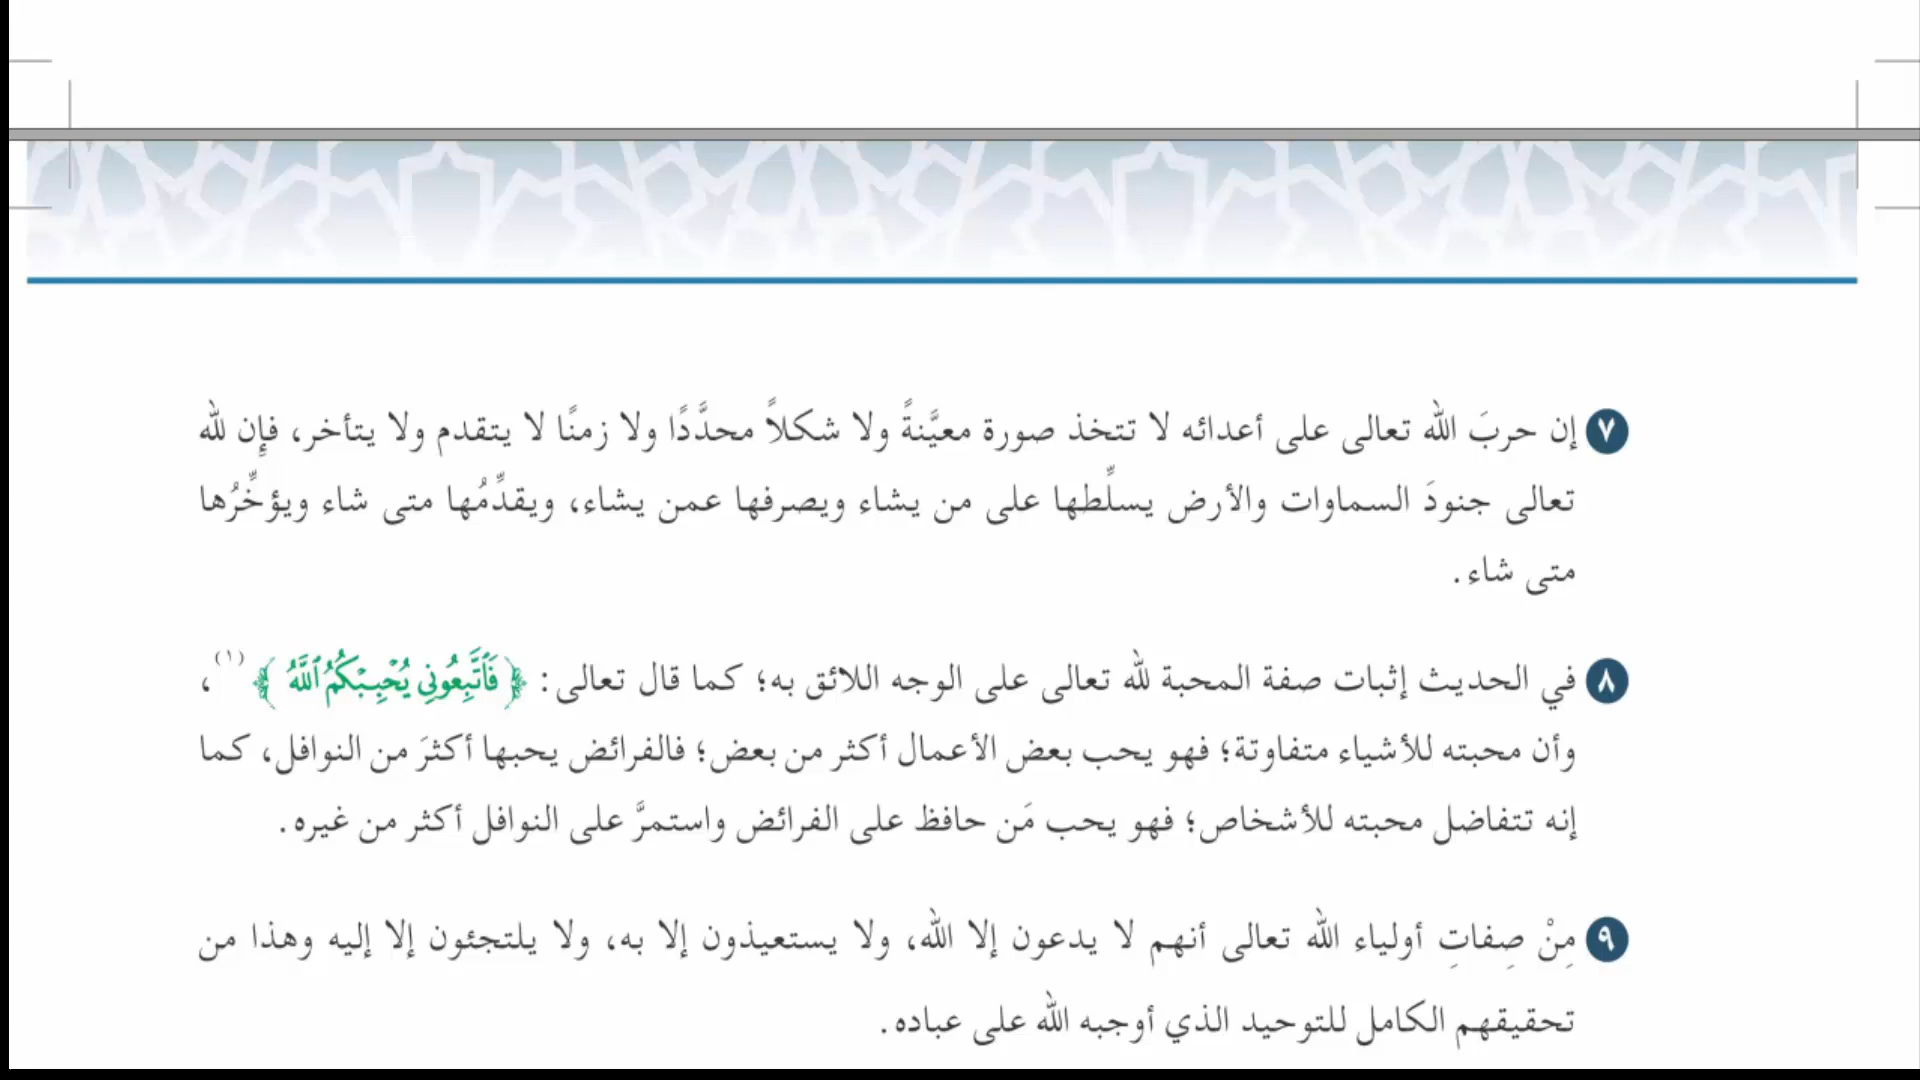 ٧ إن حربَ الله تعالى على أعدائه لا تتخذ صورة معيَّنةً ولا شكلاً محدَّدًا ولا زمنًا لا يتقدم ولا يتأخر، فإِن لله
تعالى جنودَ السماوات والأرض يسلِّطها على من يشاء ويصرفها عمن يشاء، ويقدِّمُها متى شاء ويؤخِّرُها
متى شاء.
٨ في الحديث إثبات صفة المحبة لله تعالى على الوجه اللائق به؛ كما قال تعالى: ﴿فَٱتَّبِعُونِى يُحۡبِبۡكُمُ ٱللَّهُ﴾(١)،
وأن محبته للأشياء متفاوتة؛ فهو يحب بعض الأعمال أكثر من بعض؛ فالفرائض يحبها أكثرَ من النوافل، كما
إنه تتفاضل محبته للأشخاص؛ فهو يحب مَن حافظ على الفرائض واستمرَّ على النوافل أكثر من غيره.
٩ مِنْ صِفاتِ أولياء الله تعالى أنهم لا يدعون إلا الله، ولا يستعيذون إلا به، ولا يلتجئون إلا إليه وهذا من
تحقيقهم الكامل للتوحيد الذي أوجبه الله على عباده.